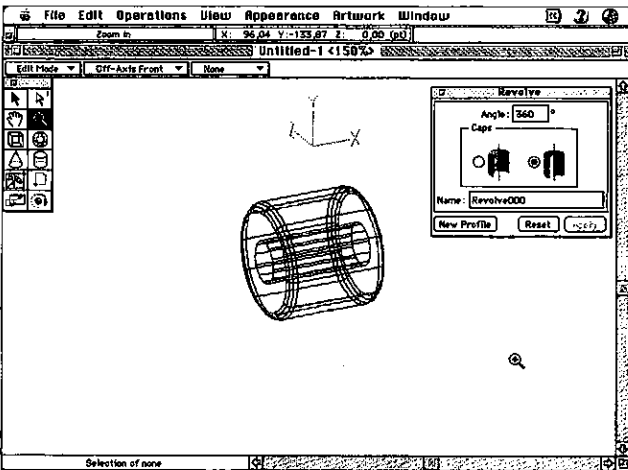 File Edit Operations View Appearance Artwork Window
Zoom in X: 96,04 Y:-133,87 Z: 0,00 (pt)
Untitled-1 <150%>
Edit Mode Off-Axis Front None
Revolve
Angle: 360 °
Caps
Name: Revolve000
New Profile Reset Apply
Y
Z X
Selection of none